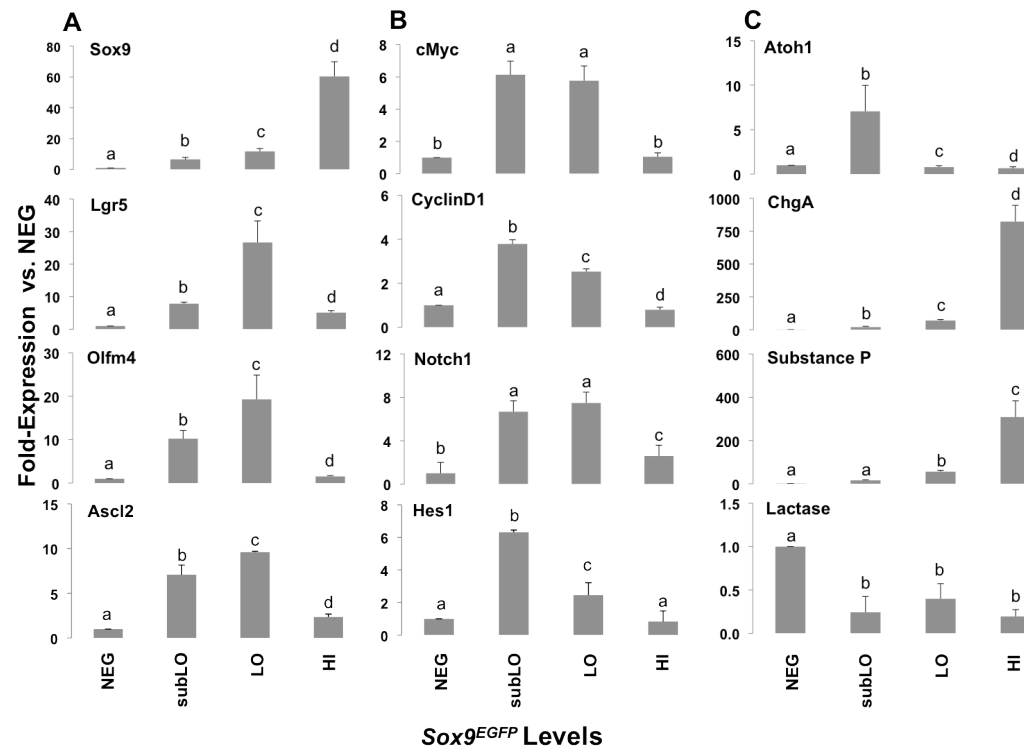 A
B
C
Fold-Expression vs. NEG
Sox9
80
60
40
20
0
a
b
c
d
Lgr5
40
30
20
10
0
a
b
c
d
Olfm4
30
20
10
0
a
b
c
d
Ascl2
15
10
5
0
a
b
c
d
NEG
subLO
LO
HI
cMyc
8
6
4
2
0
b
a
a
b
CyclinD1
6
4
2
0
a
b
c
d
Notch1
12
8
4
0
b
a
a
c
Hes1
8
6
4
2
0
a
b
c
a
NEG
subLO
LO
HI
Atoh1
15
10
5
0
a
b
c
d
ChgA
1000
750
500
250
0
a
b
c
d
Substance P
600
400
200
0
a
a
b
c
Lactase
1.5
1.0
0.5
0.0
a
b
b
b
NEG
subLO
LO
HI
Sox9EGFP Levels